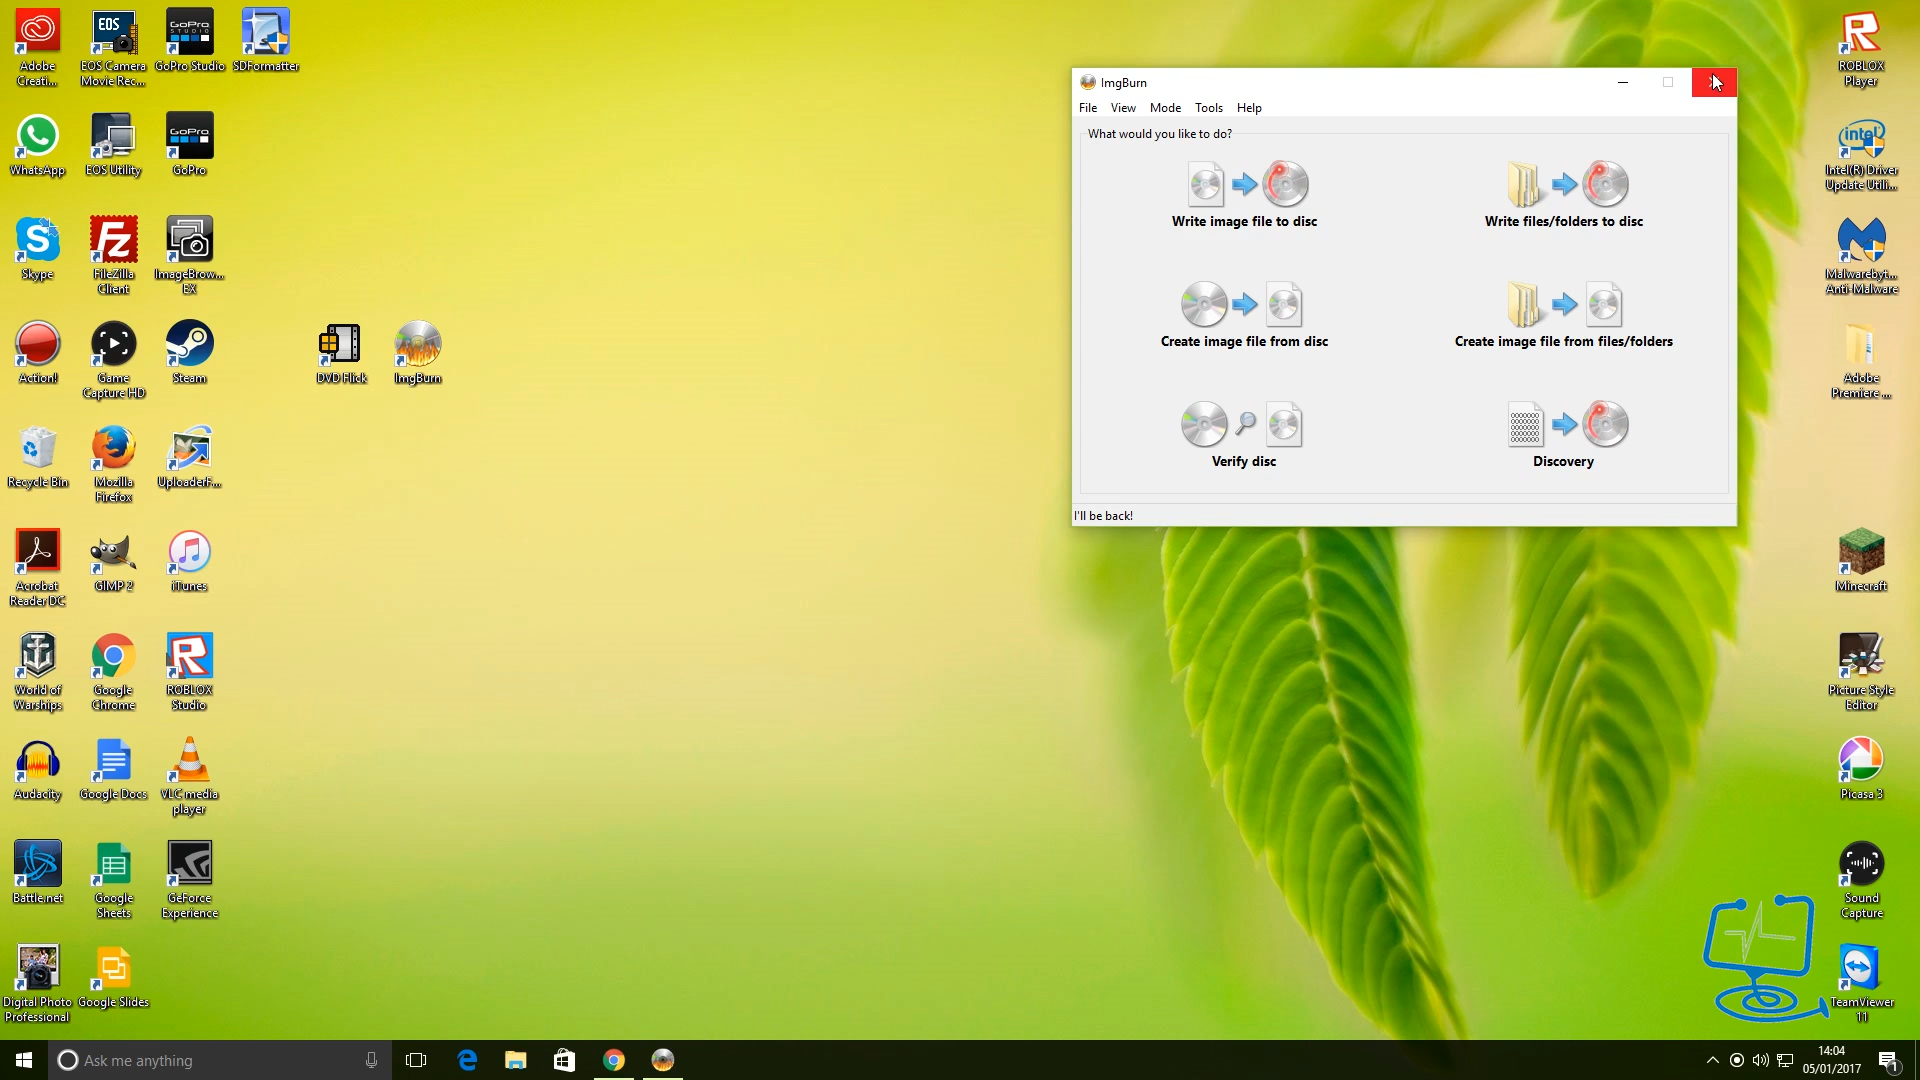 Adobe
Creati...
EOS
EOS Camera
Movie Rec...
GoPro
STUDIO
GoPro Studio
SDFormatter
WhatsApp
EOS Utility
GoPro
GoPro
Skype
FileZilla
Client
ImageBrow...
EX
Action!
Game
Capture HD
Steam
DVD Flick
ImgBurn
Recycle Bin
Mozilla
Firefox
UploaderF...
Acrobat
Reader DC
GIMP 2
iTunes
World of
Warships
Google
Chrome
ROBLOX
Studio
Audacity
Google Docs
VLC media
player
Battle.net
Google
Sheets
GeForce
Experience
Digital Photo
Professional
Google Slides
ImgBurn
File View Mode Tools Help
What would you like to do?
Write image file to disc
Write files/folders to disc
Create image file from disc
Create image file from files/folders
Verify disc
Discovery
I'll be back!
ROBLOX
Player
intel
Intel(R) Driver
Update Utili...
Malwarebyt...
Anti-Malware
Adobe
Premiere ...
Minecraft
Picture Style
Editor
Picasa 3
Sound
Capture
TeamViewer
11
Ask me anything
14:04
05/01/2017
1